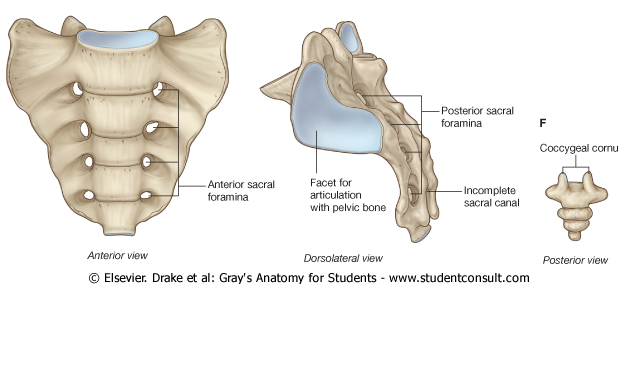 Posterior sacral
foramina
F
Coccygeal cornu
Anterior sacral
foramina
Facet for
articulation
with pelvic bone
Incomplete
sacral canal
Anterior view
Dorsolateral view
Posterior view
© Elsevier. Drake et al: Gray's Anatomy for Students - www.studentconsult.com